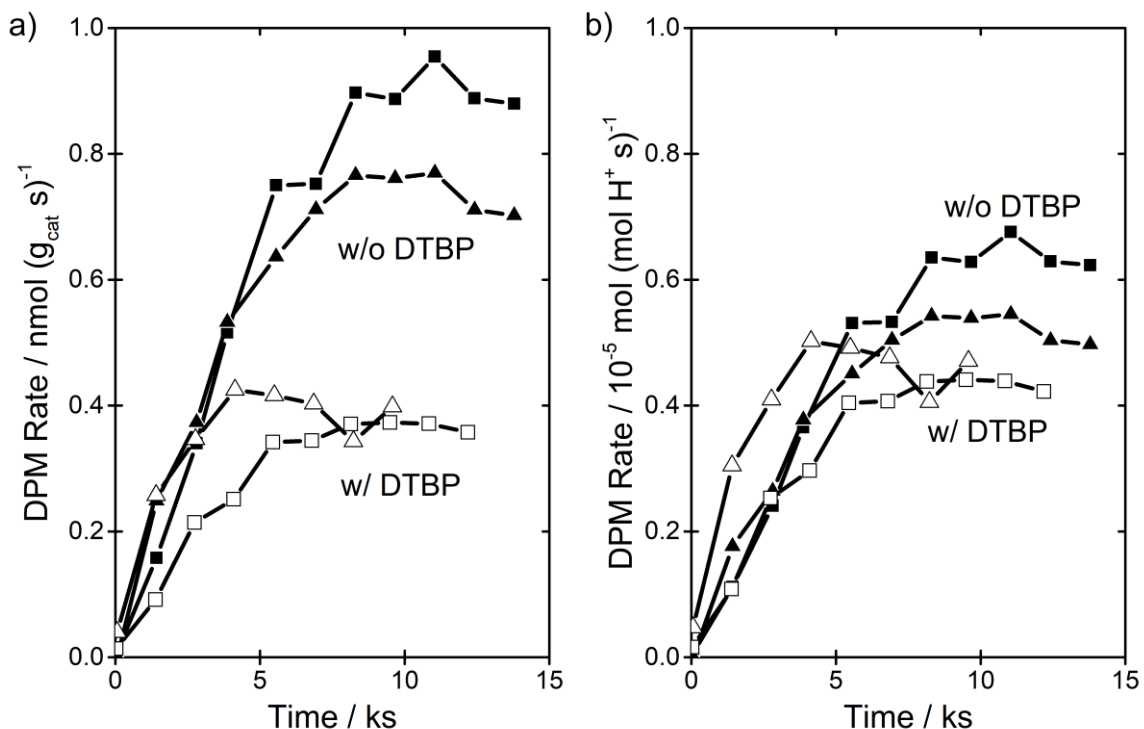 a)
DPM Rate / nmol (g_cat s)⁻¹
1.0
0.8
0.6
0.4
0.2
0.0
w/o DTBP
w/ DTBP
0 5 10 15
Time / ks
b)
DPM Rate / 10⁻⁵ mol (mol H⁺ s)⁻¹
1.0
0.8
0.6
0.4
0.2
0.0
w/o DTBP
w/ DTBP
0 5 10 15
Time / ks